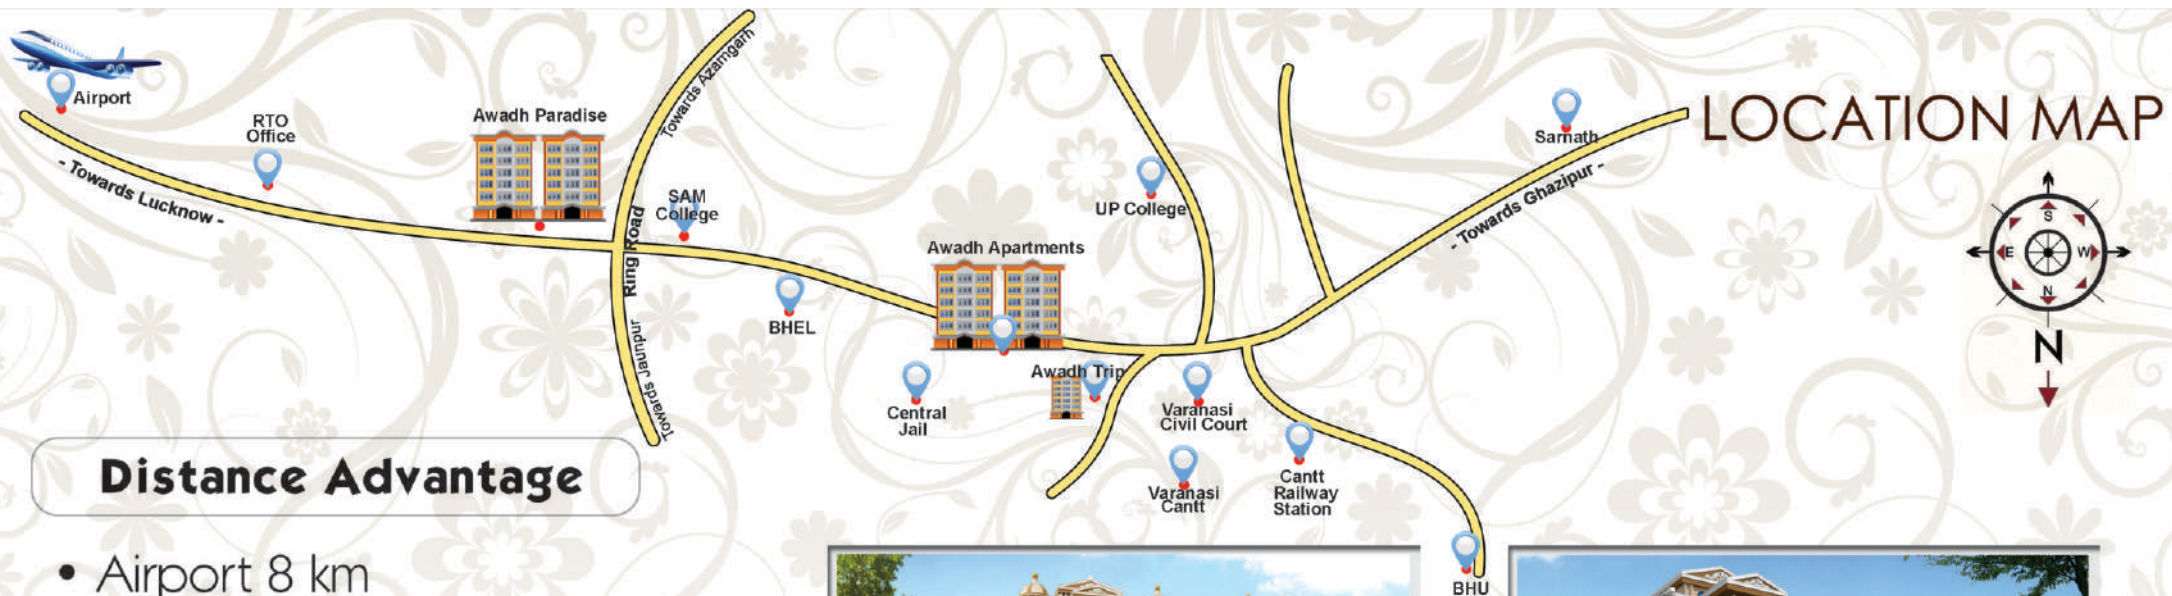 LOCATION MAP
Airport
- Towards Lucknow -
RTO
Office
Awadh Paradise
Towards Azamgarh
Ring Road
Towards Jaunpur
SAM
College
BHEL
Awadh Apartments
Central
Jail
Awadh Trip
UP College
Varanasi
Civil Court
Varanasi
Cantt
Cantt
Railway
Station
BHU
Sarnath
- Towards Ghazipur -
S
E
W
N
N
Distance Advantage
• Airport 8 km